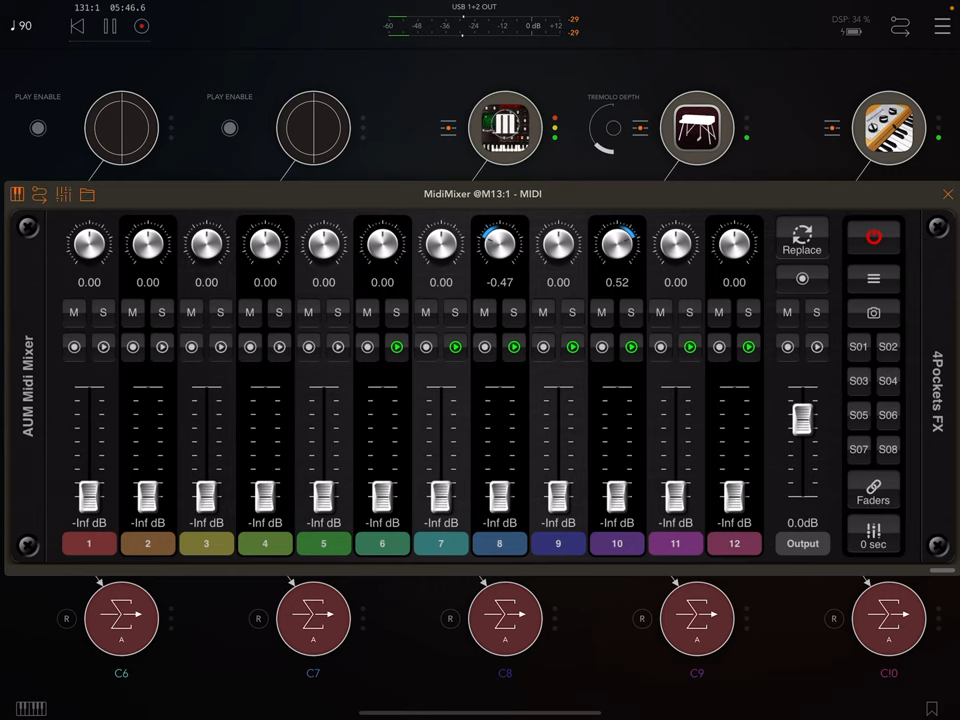 131:1 05:46.6
USB 1÷2 OUT
♩90
-60 -48 -36 -24 -12 0 dB +12
-29
-29
DSP: 34 %
PLAY ENABLE
PLAY ENABLE
TREMOLO DEPTH
MidiMixer @M13:1 - MIDI
AUM Midi Mixer
0.00 0.00 0.00 0.00 0.00 0.00 0.00 -0.47 0.00 0.52 0.00 0.00
Replace
M S M S M S M S M S M S M S M S M S M S M S M S M S
S01 S02
S03 S04
S05 S06
S07 S08
Faders
0 sec
4Pockets FX
-Inf dB -Inf dB -Inf dB -Inf dB -Inf dB -Inf dB -Inf dB -Inf dB -Inf dB -Inf dB -Inf dB -Inf dB 0.0dB
1 2 3 4 5 6 7 8 9 10 11 12 Output
R A R A R A R A R A
C6 C7 C8 C9 C!0